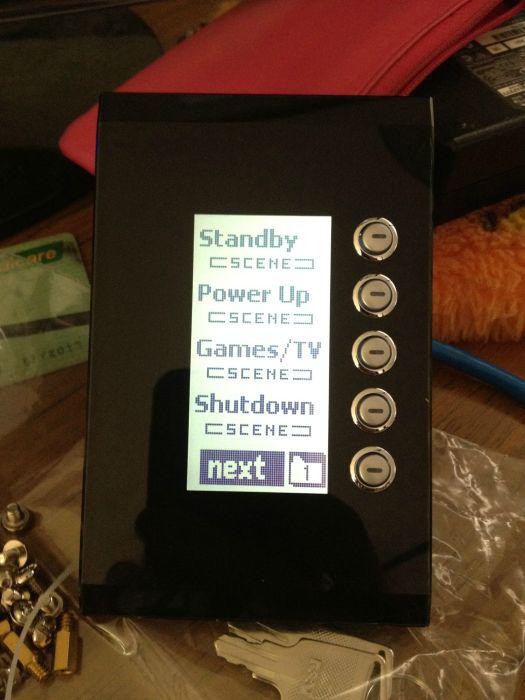 Standby
SCENE
Power Up
SCENE
Games/TV
SCENE
Shutdown
SCENE
next 1